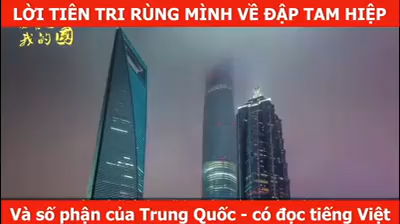 LỜI TIÊN TRI RÙNG MÌNH VỀ ĐẬP TAM HIỆP
我的國
Và số phận của Trung Quốc - có đọc tiếng Việt